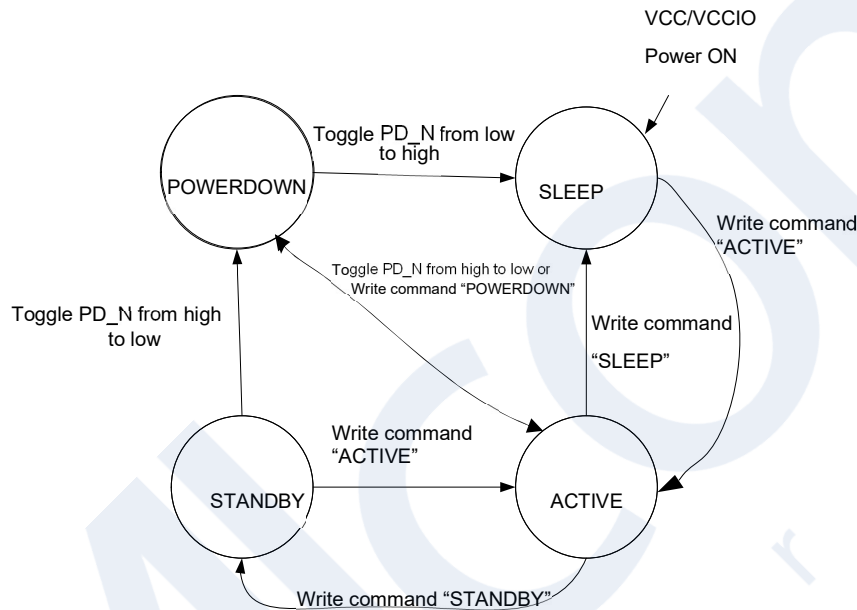 VCC/VCCIO
Power ON
Toggle PD_N from low
to high
POWERDOWN
SLEEP
Write command
“ACTIVE”
Toggle PD_N from high to low or
Write command “POWERDOWN”
Toggle PD_N from high
to low
Write command
“SLEEP”
Write command
“ACTIVE”
STANDBY
ACTIVE
Write command “STANDBY”